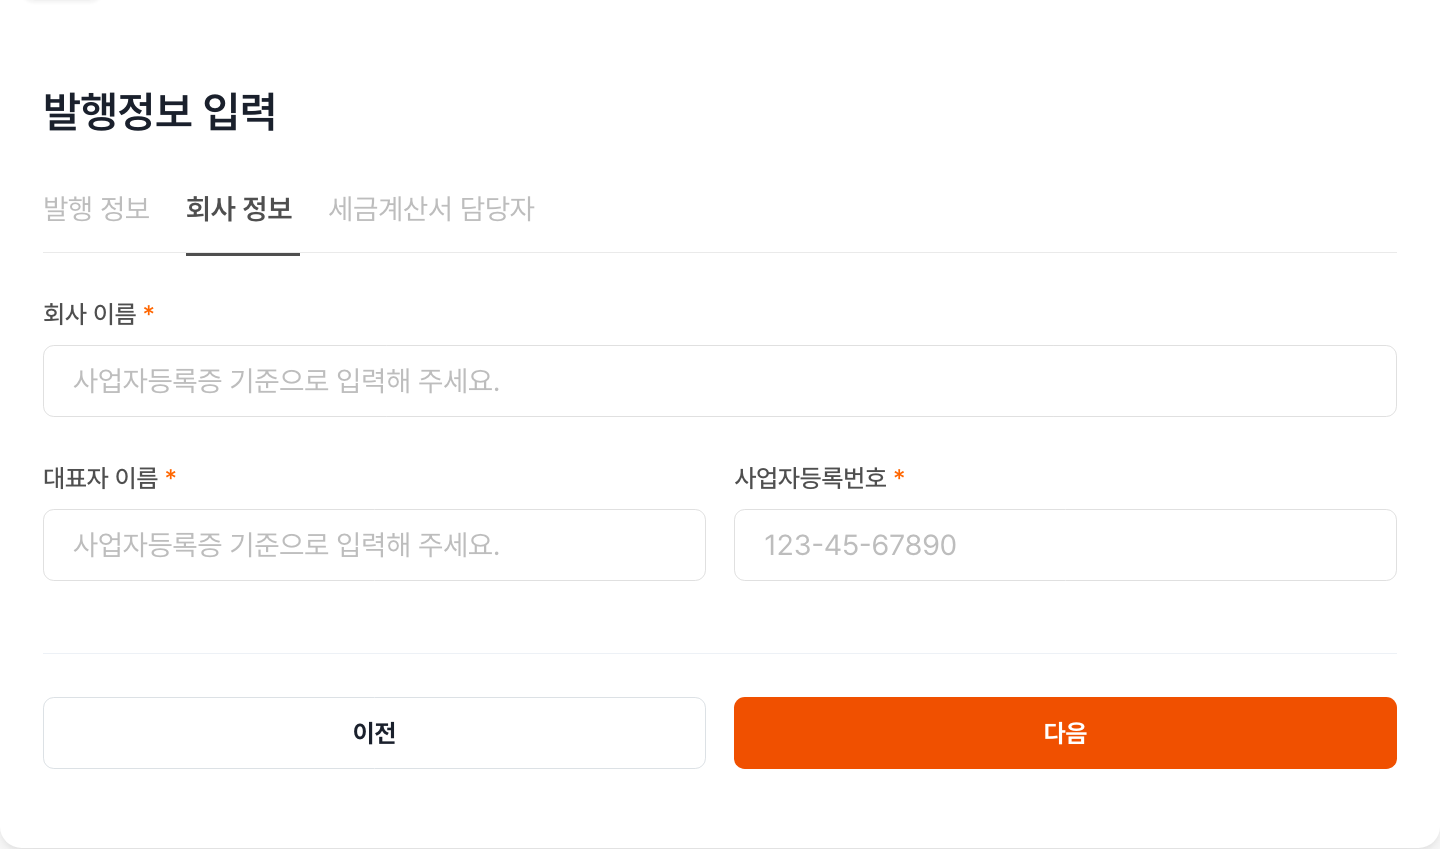 발행정보 입력
발행 정보 회사 정보 세금계산서 담당자
회사 이름 *
사업자등록증 기준으로 입력해 주세요.
대표자 이름 * 사업자등록번호 *
사업자등록증 기준으로 입력해 주세요. 123-45-67890
이전 다음